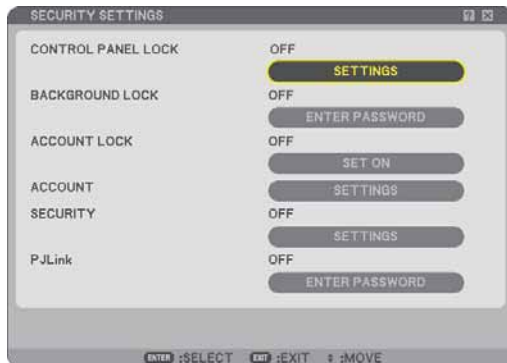 SECURITY SETTINGS
CONTROL PANEL LOCK OFF
SETTINGS
BACKGROUND LOCK OFF
ENTER PASSWORD
ACCOUNT LOCK OFF
SET ON
ACCOUNT SETTINGS
SECURITY OFF
SETTINGS
PJLink OFF
ENTER PASSWORD
ENTER :SELECT EXIT :EXIT :MOVE